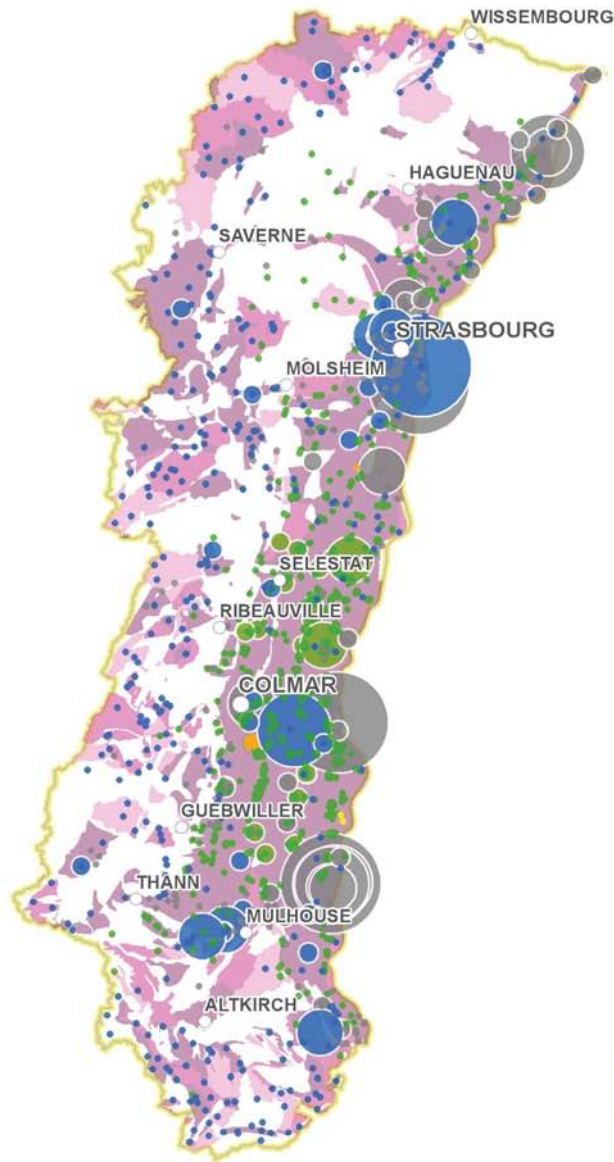 WISSEMBOURG
HAGUENAU
SAVERNE
STRASBOURG
MOLSHEIM
SELESTAT
RIBEAUVILLE
COLMAR
GUEBWILLER
THANN
MULHOUSE
ALTKIRCH